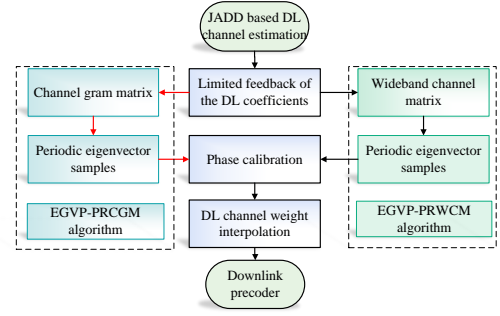 JADD based DL
channel estimation
Channel gram matrix
Limited feedback
of the DL coefficients
Wideband channel
matrix
Periodic eigenvector
samples
Phase calibration
Periodic eigenvector
samples
EGVP-PRCGM
algorithm
DL channel weight
interpolation
EGVP-PRWCM
algorithm
Downlink
precoder